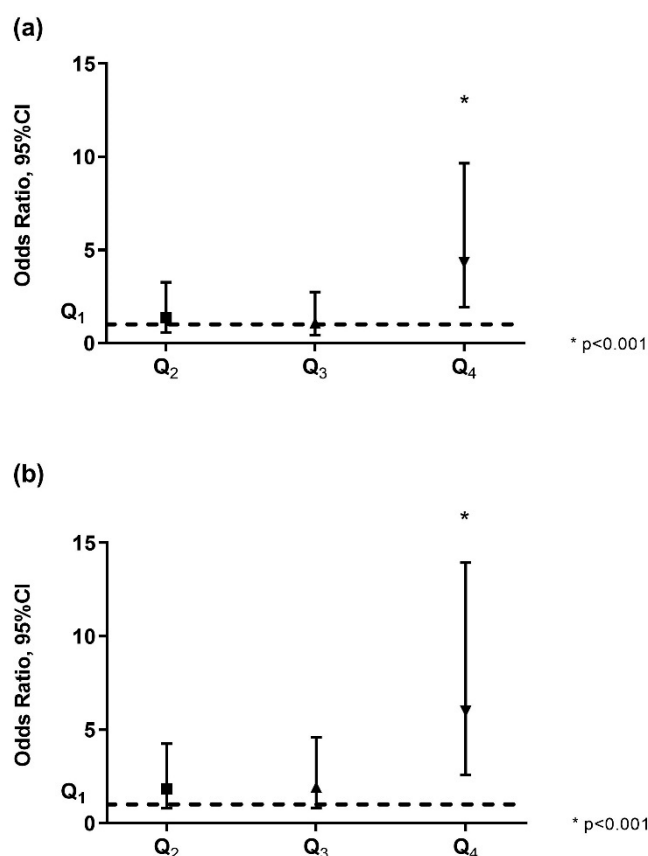 (a)
15
*
10
Odds Ratio, 95%CI
5
Q₁
0
Q₂ Q₃ Q₄
* p<0.001
(b)
*
15
10
Odds Ratio, 95%CI
5
Q₁
0
Q₂ Q₃ Q₄
* p<0.001